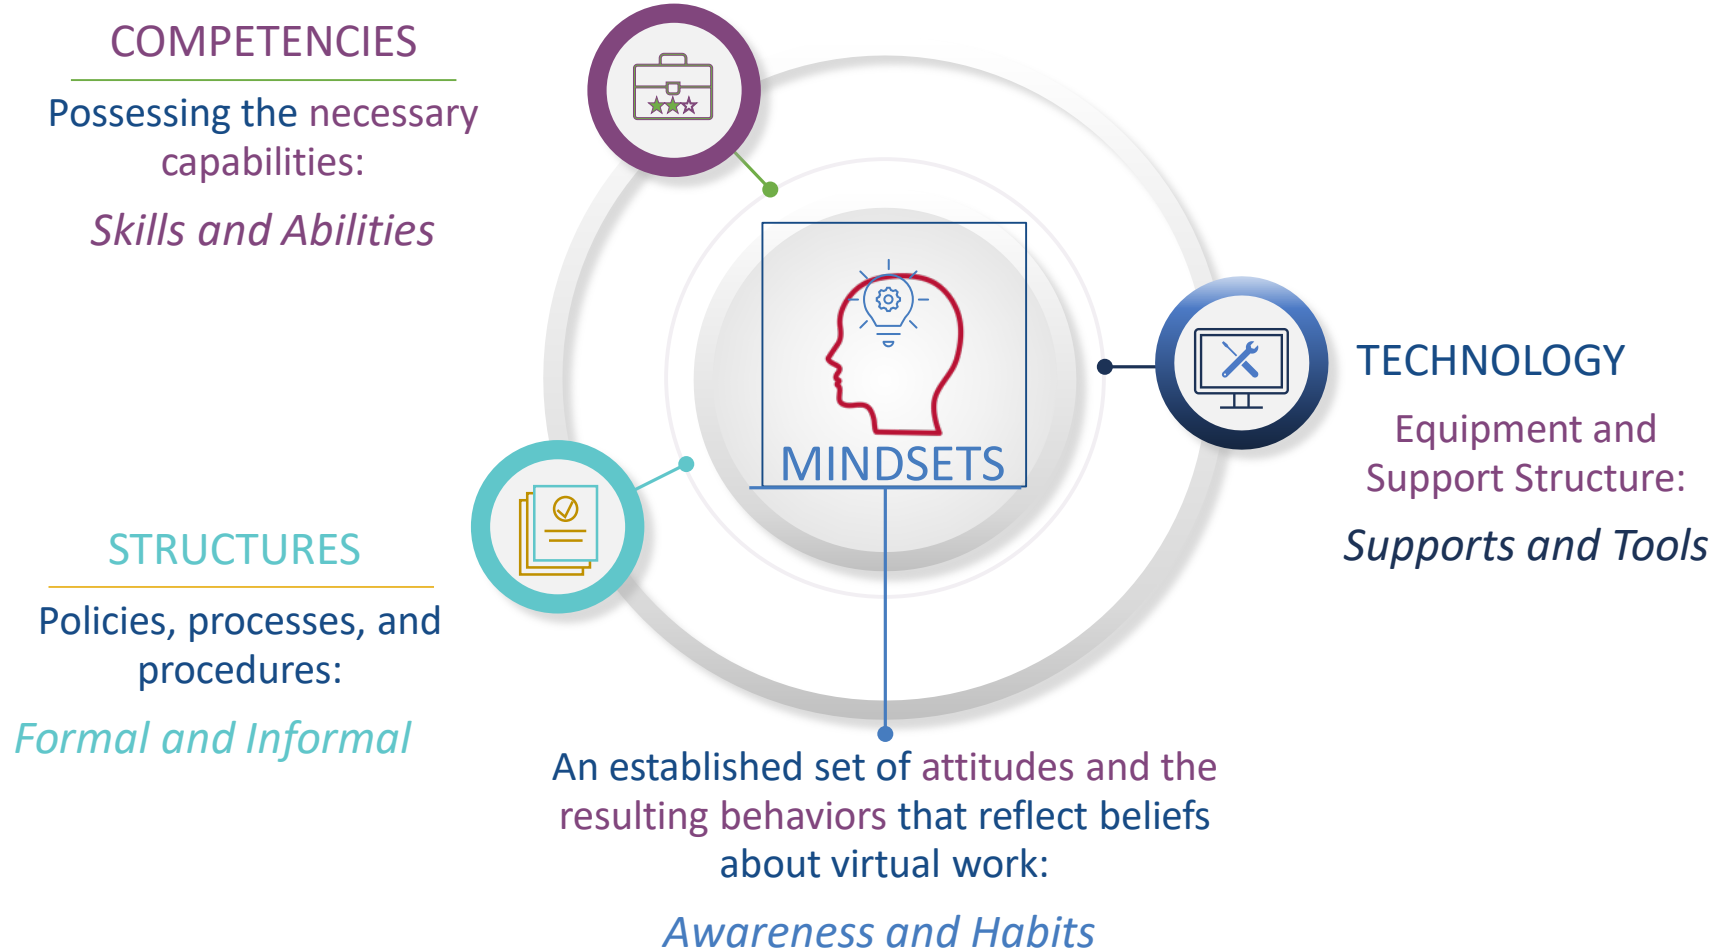 COMPETENCIES
Possessing the necessary
capabilities:
Skills and Abilities
MINDSETS
TECHNOLOGY
Equipment and
Support Structure:
Supports and Tools
STRUCTURES
Policies, processes, and
procedures:
Formal and Informal
An established set of attitudes and the
resulting behaviors that reflect beliefs
about virtual work:
Awareness and Habits